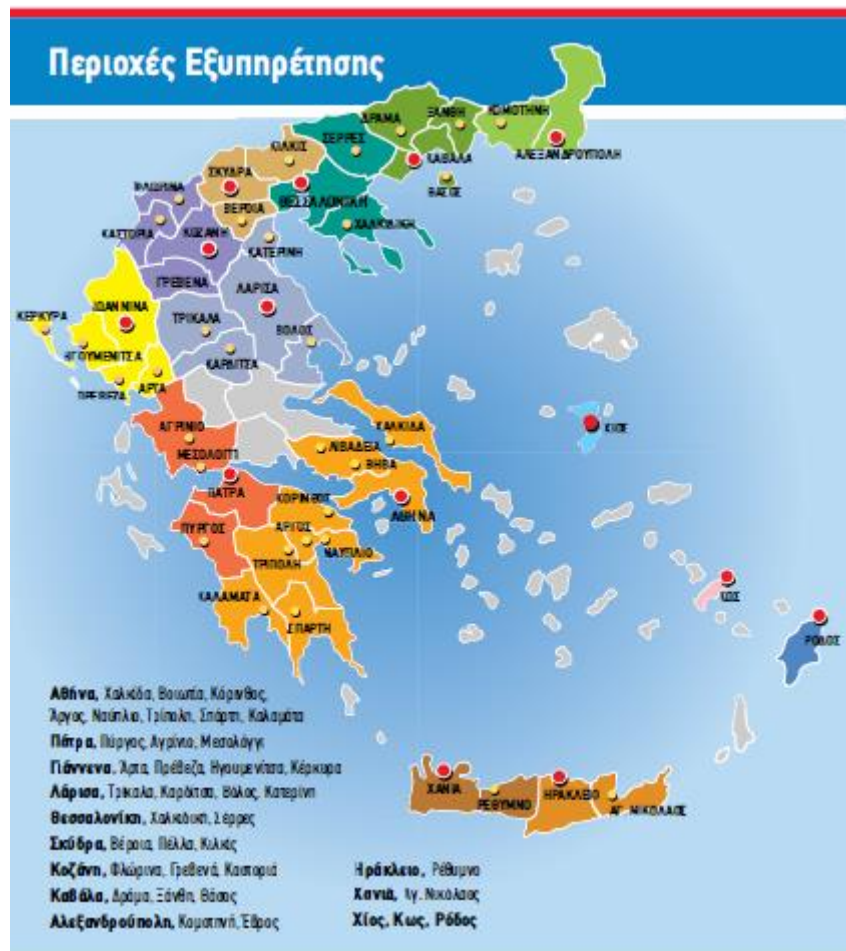 Περιοχές Εξυπηρέτησης
ΔΡΑΜΑ
ΞΑΝΘΗ
ΚΟΜΟΤΗΝΗ
ΣΕΡΡΕΣ
ΚΙΛΚΙΣ
ΚΑΒΑΛΑ
ΑΛΕΞΑΝΔΡΟΥΠΟΛΗ
ΣΚΥΔΡΑ
ΘΑΣΟΣ
ΦΛΩΡΙΝΑ
ΘΕΣΣΑΛΟΝΙΚΗ
ΒΕΡΟΙΑ
ΧΑΛΚΙΔΙΚΗ
ΚΑΣΤΟΡΙΑ
ΚΟΖΑΝΗ
ΚΑΤΕΡΙΝΗ
ΓΡΕΒΕΝΑ
ΛΑΡΙΣΑ
ΙΩΑΝΝΙΝΑ
ΚΕΡΚΥΡΑ
ΤΡΙΚΑΛΑ
ΒΟΛΟΣ
ΗΓΟΥΜΕΝΙΤΣΑ
ΚΑΡΔΙΤΣΑ
ΠΡΕΒΕΖΑ
ΑΡΤΑ
ΑΓΡΙΝΙΟ
ΧΑΛΚΙΔΑ
ΧΙΟΣ
ΛΙΒΑΔΕΙΑ
ΜΕΣΟΛΟΓΓΙ
ΘΗΒΑ
ΠΑΤΡΑ
ΚΟΡΙΝΘΟΣ
ΑΘΗΝΑ
ΠΥΡΓΟΣ
ΑΡΓΟΣ
ΝΑΥΠΛΙΟ
ΤΡΙΠΟΛΗ
ΚΩΣ
ΚΑΛΑΜΑΤΑ
ΣΠΑΡΤΗ
ΡΟΔΟΣ
Αθήνα, Χαλκίδα, Βοιωτία, Κόρινθος,
Άργος, Ναύπλιο, Τρίπολη, Σπάρτη, Καλαμάτα
Πάτρα, Πύργος, Αγρίνιο, Μεσολόγγι
Γιάννενα, Άρτα, Πρέβεζα, Ηγουμενίτσα, Κέρκυρα
Λάρισα, Τρίκαλα, Καρδίτσα, Βόλος, Κατερίνη
Θεσσαλονίκη, Χαλκιδική, Σέρρες
Σκύδρα, Βέροια, Πέλλα, Κιλκίς
Κοζάνη, Φλώρινα, Γρεβενά, Καστοριά
Καβάλα, Δράμα, Ξάνθη, Θάσος
Αλεξανδρούπολη, Κομοτηνή, Έβρος
ΧΑΝΙΑ
ΡΕΘΥΜΝΟ
ΗΡΑΚΛΕΙΟ
ΑΓ. ΝΙΚΟΛΑΟΣ
Ηράκλειο, Ρέθυμνο
Χανιά, Αγ. Νικόλαος
Χίος, Κως, Ρόδος